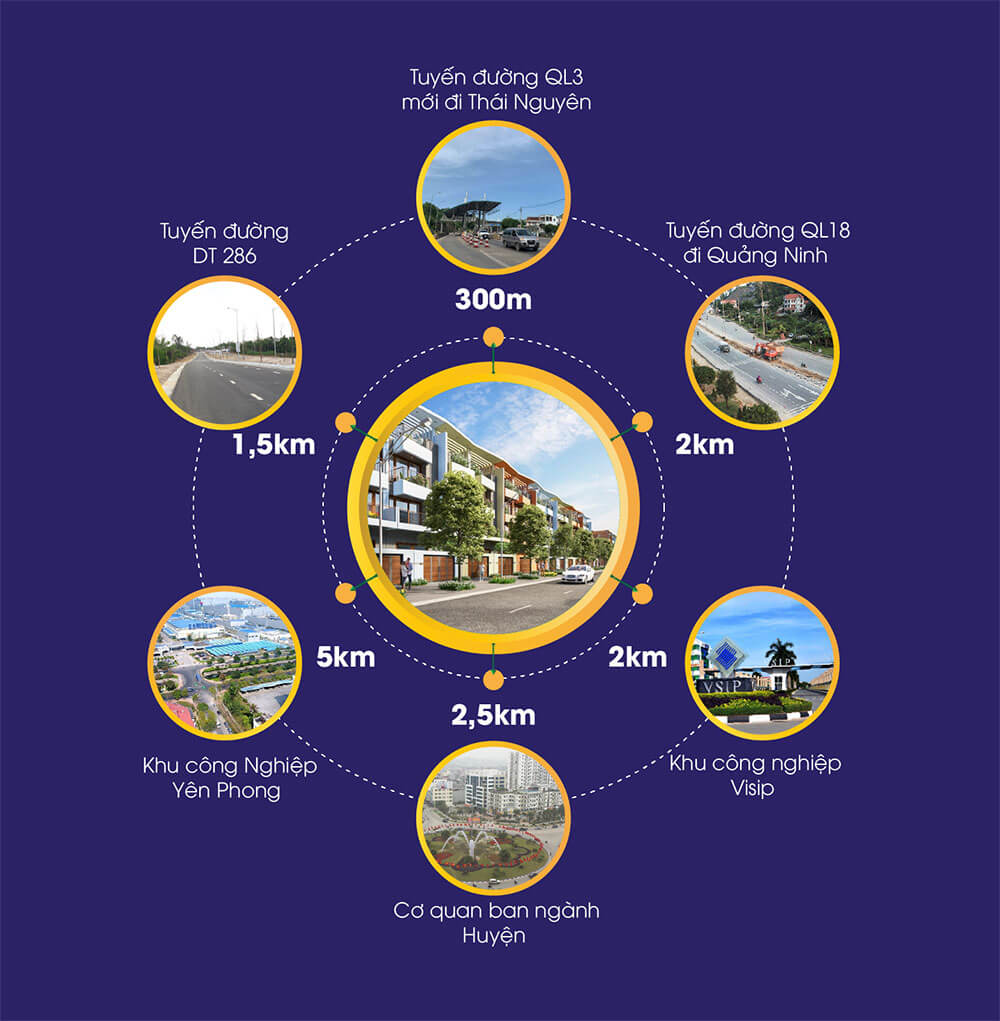 Tuyến đường QL3
mới đi Thái Nguyên
300m
Tuyến đường
DT 286
1,5km
Tuyến đường QL18
đi Quảng Ninh
2km
5km
Khu công Nghiệp
Yên Phong
2km
VSIP
Khu công nghiệp
Visip
2,5km
Cơ quan ban ngành
Huyện